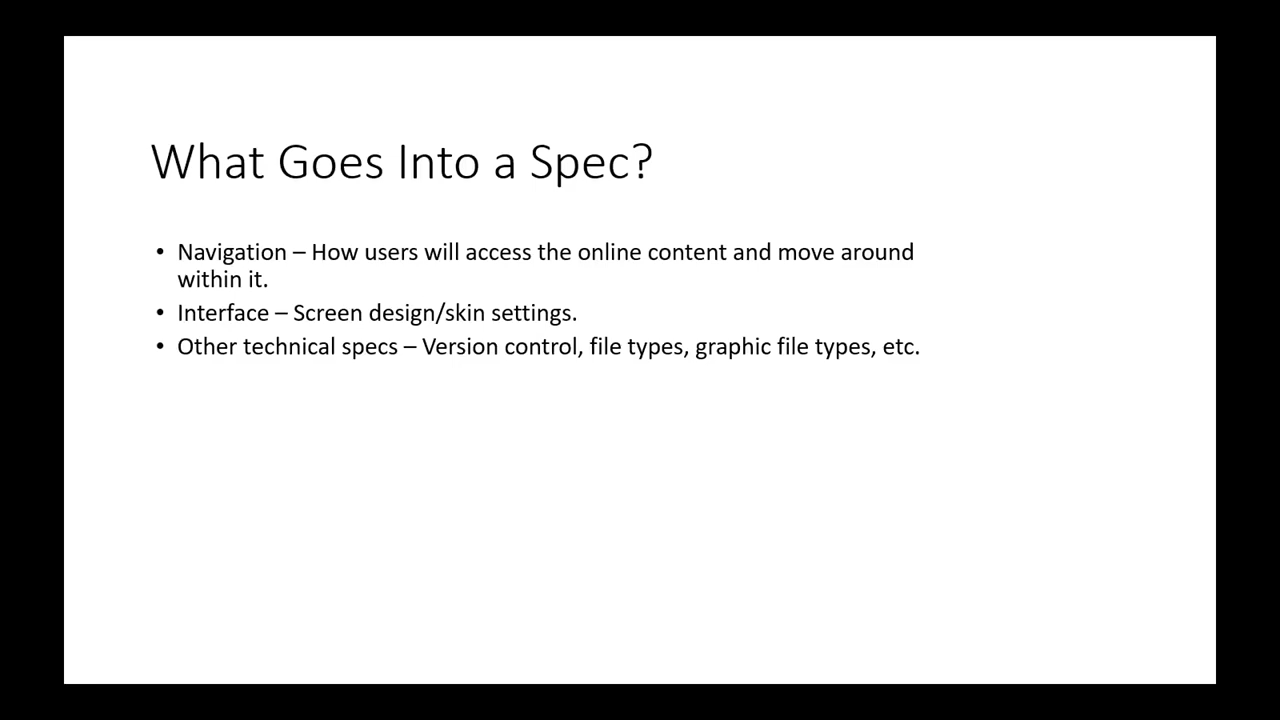 What Goes Into a Spec?
• Navigation – How users will access the online content and move around
within it.
• Interface – Screen design/skin settings.
• Other technical specs – Version control, file types, graphic file types, etc.